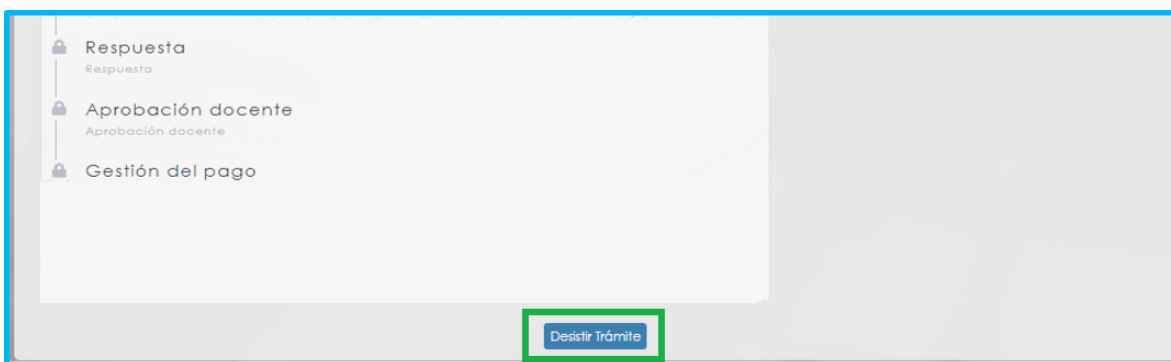 Respuesta
Respuesta
Aprobación docente
Aprobación docente
Gestión del pago
Desistir Trámite